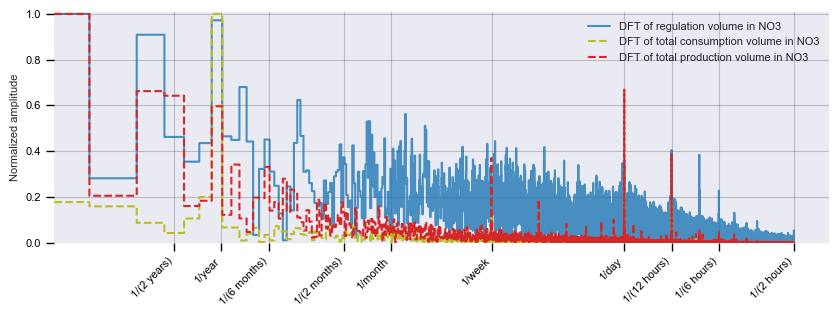 Normalized amplitude
1.0
0.8
0.6
0.4
0.2
0.0
DFT of regulation volume in NO3
DFT of total consumption volume in NO3
DFT of total production volume in NO3
1/(2 years)
1/year
1/(6 months)
1/(2 months)
1/month
1/week
1/day
1/(12 hours)
1/(6 hours)
1/(2 hours)